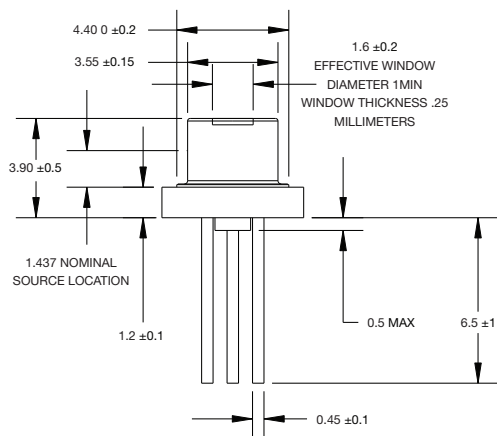 4.40 0 ±0.2
3.55 ±0.15
1.6 ±0.2
EFFECTIVE WINDOW
DIAMETER 1MIN
WINDOW THICKNESS .25
MILLIMETERS
3.90 ±0.5
1.437 NOMINAL
SOURCE LOCATION
1.2 ±0.1
0.5 MAX
6.5 ±1
0.45 ±0.1